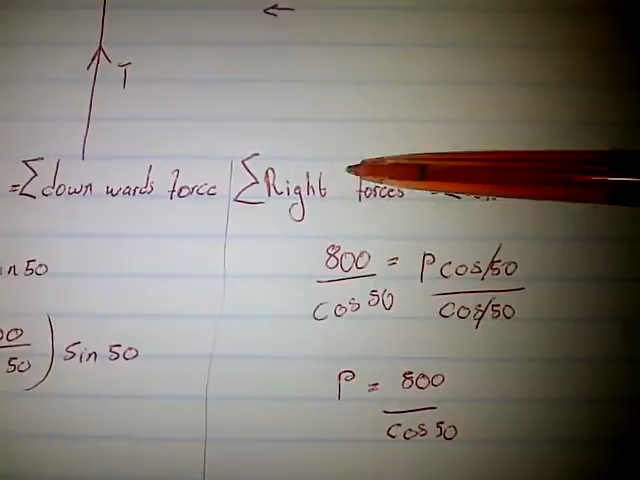 T
=Σ down wards force | Σ Right forces
in 50
800 = P cos 50
cos 50 cos 50
00
50 ) Sin 50
P = 800
cos 50